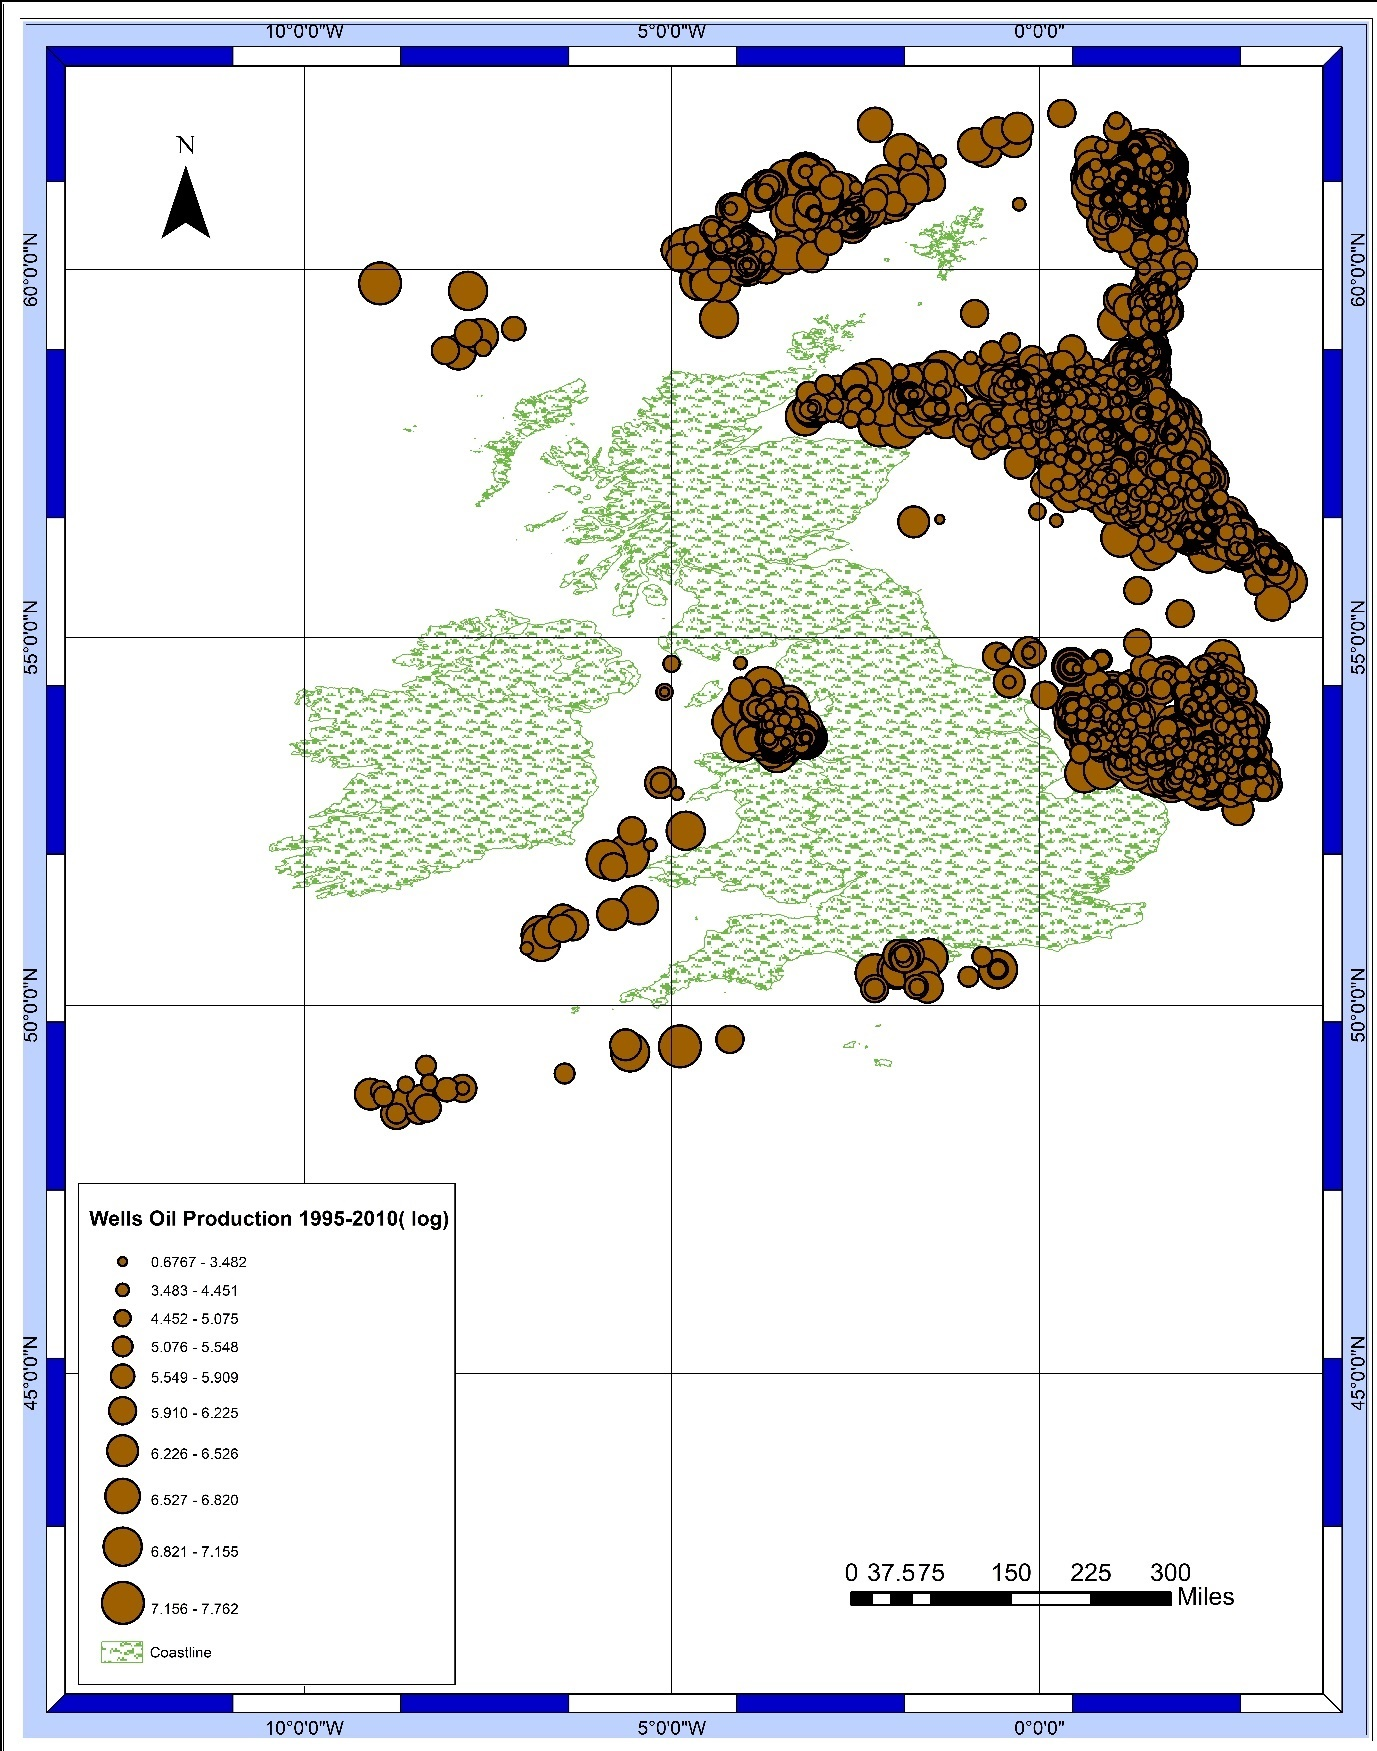 10°0'0"W 5°0'0"W 0°0'0"
N
60°0'0"N 60°0'0"N
55°0'0"N 55°0'0"N
50°0'0"N 50°0'0"N
45°0'0"N 45°0'0"N
Wells Oil Production 1995-2010( log)
0.6767 - 3.482
3.483 - 4.451
4.452 - 5.075
5.076 - 5.548
5.549 - 5.909
5.910 - 6.225
6.226 - 6.526
6.527 - 6.820
6.821 - 7.155
7.156 - 7.762
Coastline
0 37.575 150 225 300
Miles
10°0'0"W 5°0'0"W 0°0'0"